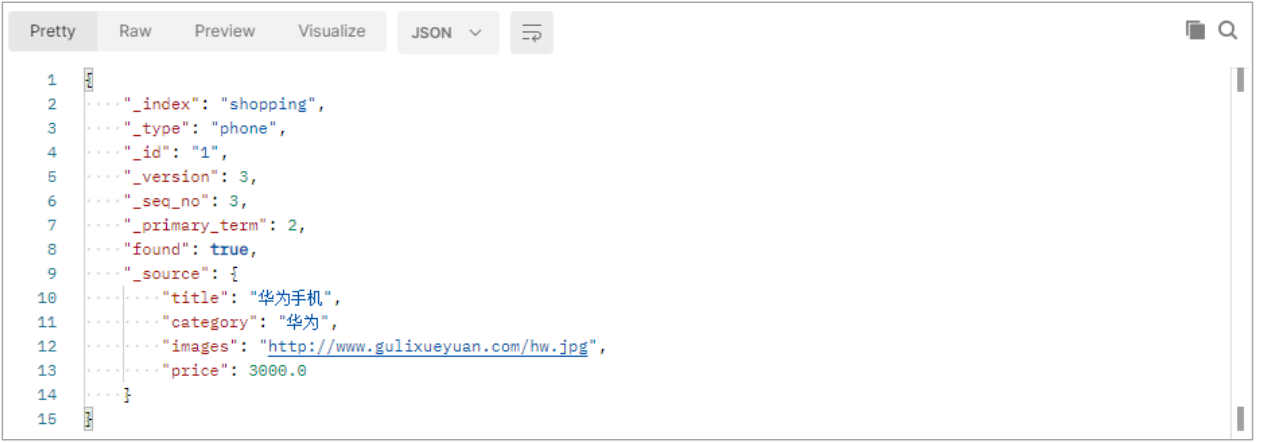 Pretty Raw Preview Visualize JSON
1 {
2 "_index": "shopping",
3 "_type": "phone",
4 "_id": "1",
5 "_version": 3,
6 "_seq_no": 3,
7 "_primary_term": 2,
8 "found": true,
9 "_source": {
10 "title": "华为手机",
11 "category": "华为",
12 "images": "http://www.gulixueyuan.com/hw.jpg",
13 "price": 3000.0
14 }
15 }